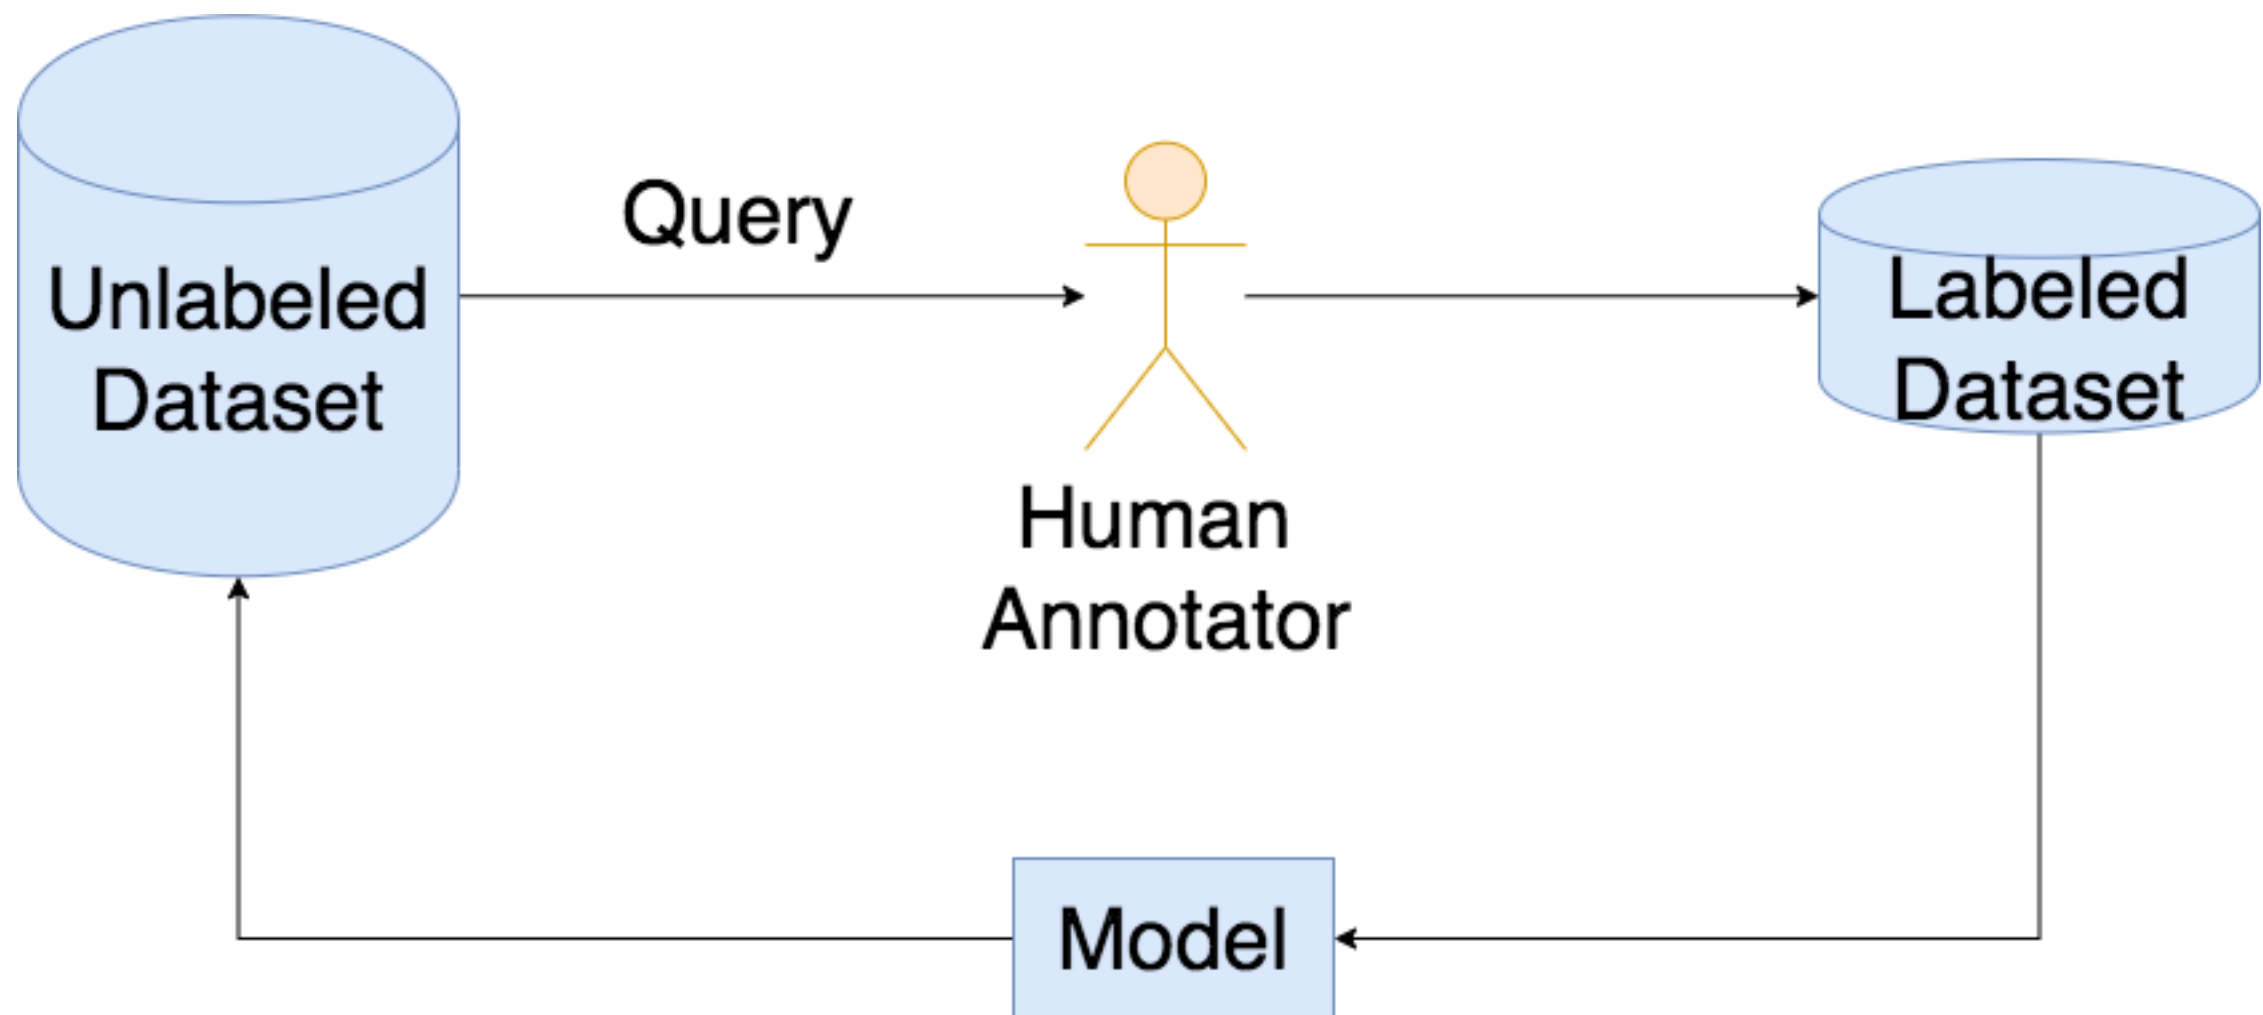 Unlabeled
Dataset
Query
Human
Annotator
Labeled
Dataset
Model